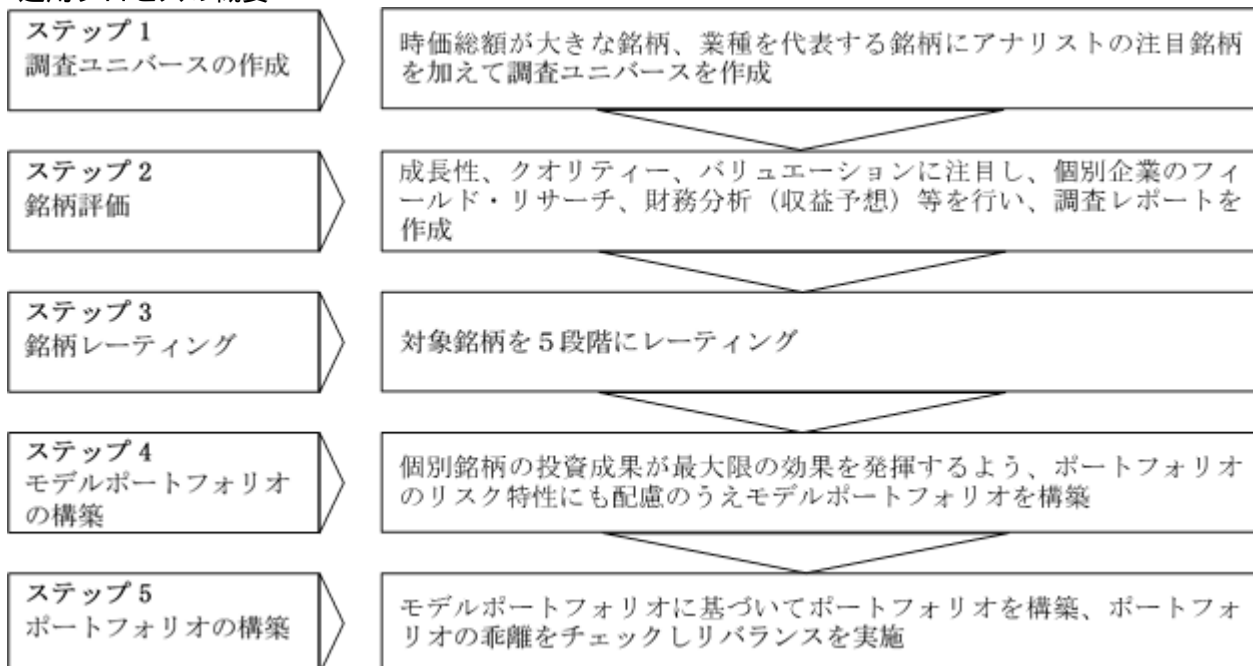 運用プロセスの概要
ステップ1
調査ユニバースの作成
時価総額が大きな銘柄、業種を代表する銘柄にアナリストの注目銘柄
を加えて調査ユニバースを作成
ステップ2
銘柄評価
成長性、クオリティー、バリュエーションに注目し、個別企業のフィ
ールド・リサーチ、財務分析（収益予想）等を行い、調査レポートを
作成
ステップ3
銘柄レーティング
対象銘柄を５段階にレーティング
ステップ4
モデルポートフォリオ
の構築
個別銘柄の投資成果が最大限の効果を発揮するよう、ポートフォリオ
のリスク特性にも配慮のうえモデルポートフォリオを構築
ステップ5
ポートフォリオの構築
モデルポートフォリオに基づいてポートフォリオを構築、ポートフォ
リオの乖離をチェックしリバランスを実施